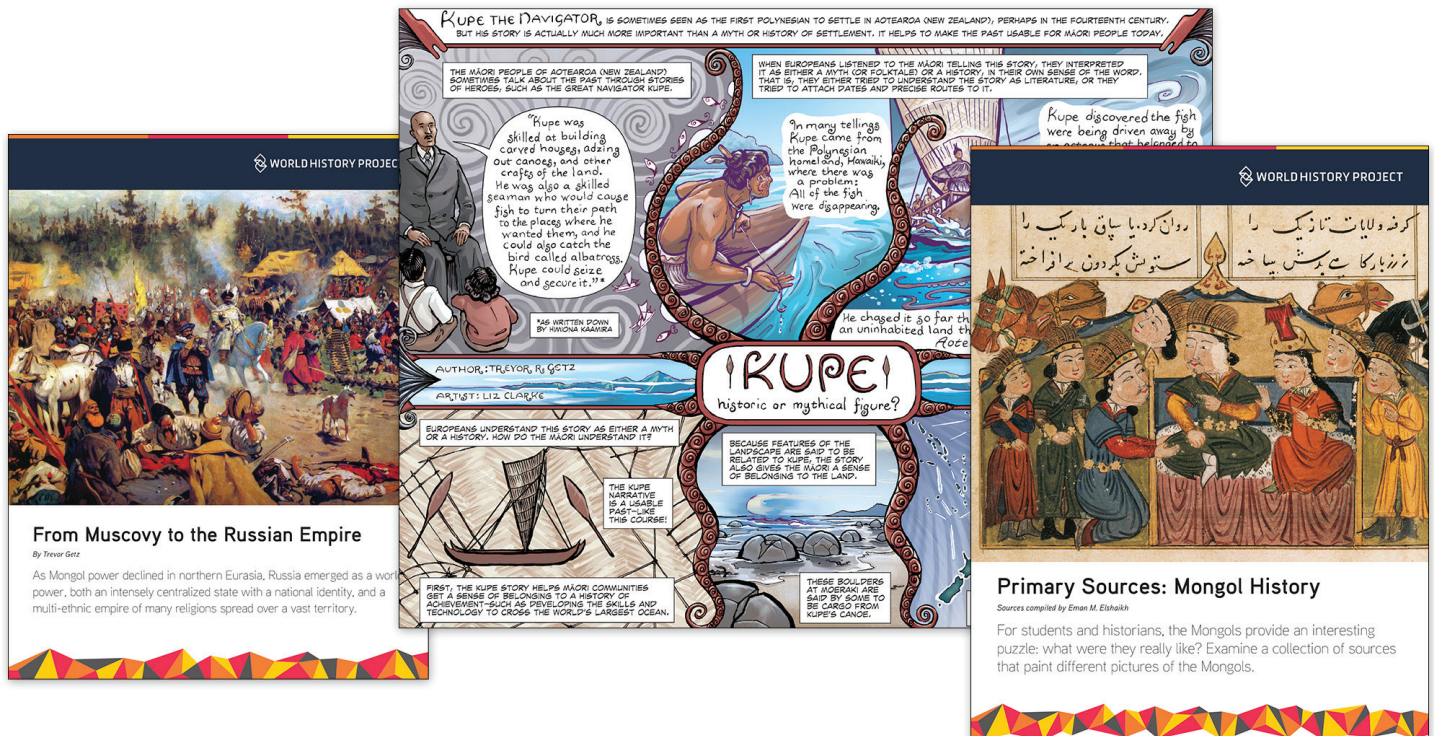 WORLD HISTORY PROJEC
From Muscovy to the Russian Empire
By Trevor Getz
As Mongol power declined in northern Eurasia, Russia emerged as a worl
power, both an intensely centralized state with a national identity, and a
multi-ethnic empire of many religions spread over a vast territory.
KUPE THE NAVIGATOR, IS SOMETIMES SEEN AS THE FIRST POLYNESIAN TO SETTLE IN AOTEAROA (NEW ZEALAND), PERHAPS IN THE FOURTEENTH CENTURY.
BUT HIS STORY IS ACTUALLY MUCH MORE IMPORTANT THAN A MYTH OR HISTORY OF SETTLEMENT. IT HELPS TO MAKE THE PAST USABLE FOR MĀORI PEOPLE TODAY.
THE MĀORI PEOPLE OF AOTEAROA (NEW ZEALAND)
SOMETIMES TALK ABOUT THE PAST THROUGH STORIES
OF HEROES, SUCH AS THE GREAT NAVIGATOR KUPE.
"Kupe was
skilled at building
carved houses, adzing
out canoes, and other
crafts of the land.
He was also a skilled
seaman who would cause
fish to turn their path
to the places where he
wanted them, and he
could also catch the
bird called albatross,
Kupe could seize
and secure it."*
*AS WRITTEN DOWN
BY HIMIONA KAAMIRA
WHEN EUROPEANS LISTENED TO THE MĀORI TELLING THIS STORY, THEY INTERPRETED
IT AS EITHER A MYTH (OR FOLKTALE) OR A HISTORY, IN THEIR OWN SENSE OF THE WORD.
THAT IS, THEY EITHER TRIED TO UNDERSTAND THE STORY AS LITERATURE, OR THEY
TRIED TO ATTACH DATES AND PRECISE ROUTES TO IT.
In many tellings
Kupe came from
the Polynesian
homeland, Hawaiki,
where there was
a problem:
All of the fish
were disappearing.
Kupe discovered the fish
were being driven away by
an octopus that belonged to
He chased it so far th
an uninhabited land th
Aote
AUTHOR: TREVOR R. GETZ
ARTIST: LIZ CLARKE
KUPE
historic or mythical figure?
EUROPEANS UNDERSTAND THIS STORY AS EITHER A MYTH
OR A HISTORY. HOW DO THE MĀORI UNDERSTAND IT?
THE KUPE
NARRATIVE
IS A USABLE
PAST-LIKE
THIS COURSE!
FIRST, THE KUPE STORY HELPS MĀORI COMMUNITIES
GET A SENSE OF BELONGING TO A HISTORY OF
ACHIEVEMENT-SUCH AS DEVELOPING THE SKILLS AND
TECHNOLOGY TO CROSS THE WORLD'S LARGEST OCEAN.
BECAUSE FEATURES OF THE
LANDSCAPE ARE SAID TO BE
RELATED TO KUPE, THE STORY
ALSO GIVES THE MĀORI A SENSE
OF BELONGING TO THE LAND.
THESE BOULDERS
AT MOERAKI ARE
SAID BY SOME TO
BE CARGO FROM
KUPE'S CANOE.
WORLD HISTORY PROJECT
Primary Sources: Mongol History
Sources compiled by Eman M. Elshaikh
For students and historians, the Mongols provide an interesting
puzzle: what were they really like? Examine a collection of sources
that paint different pictures of the Mongols.